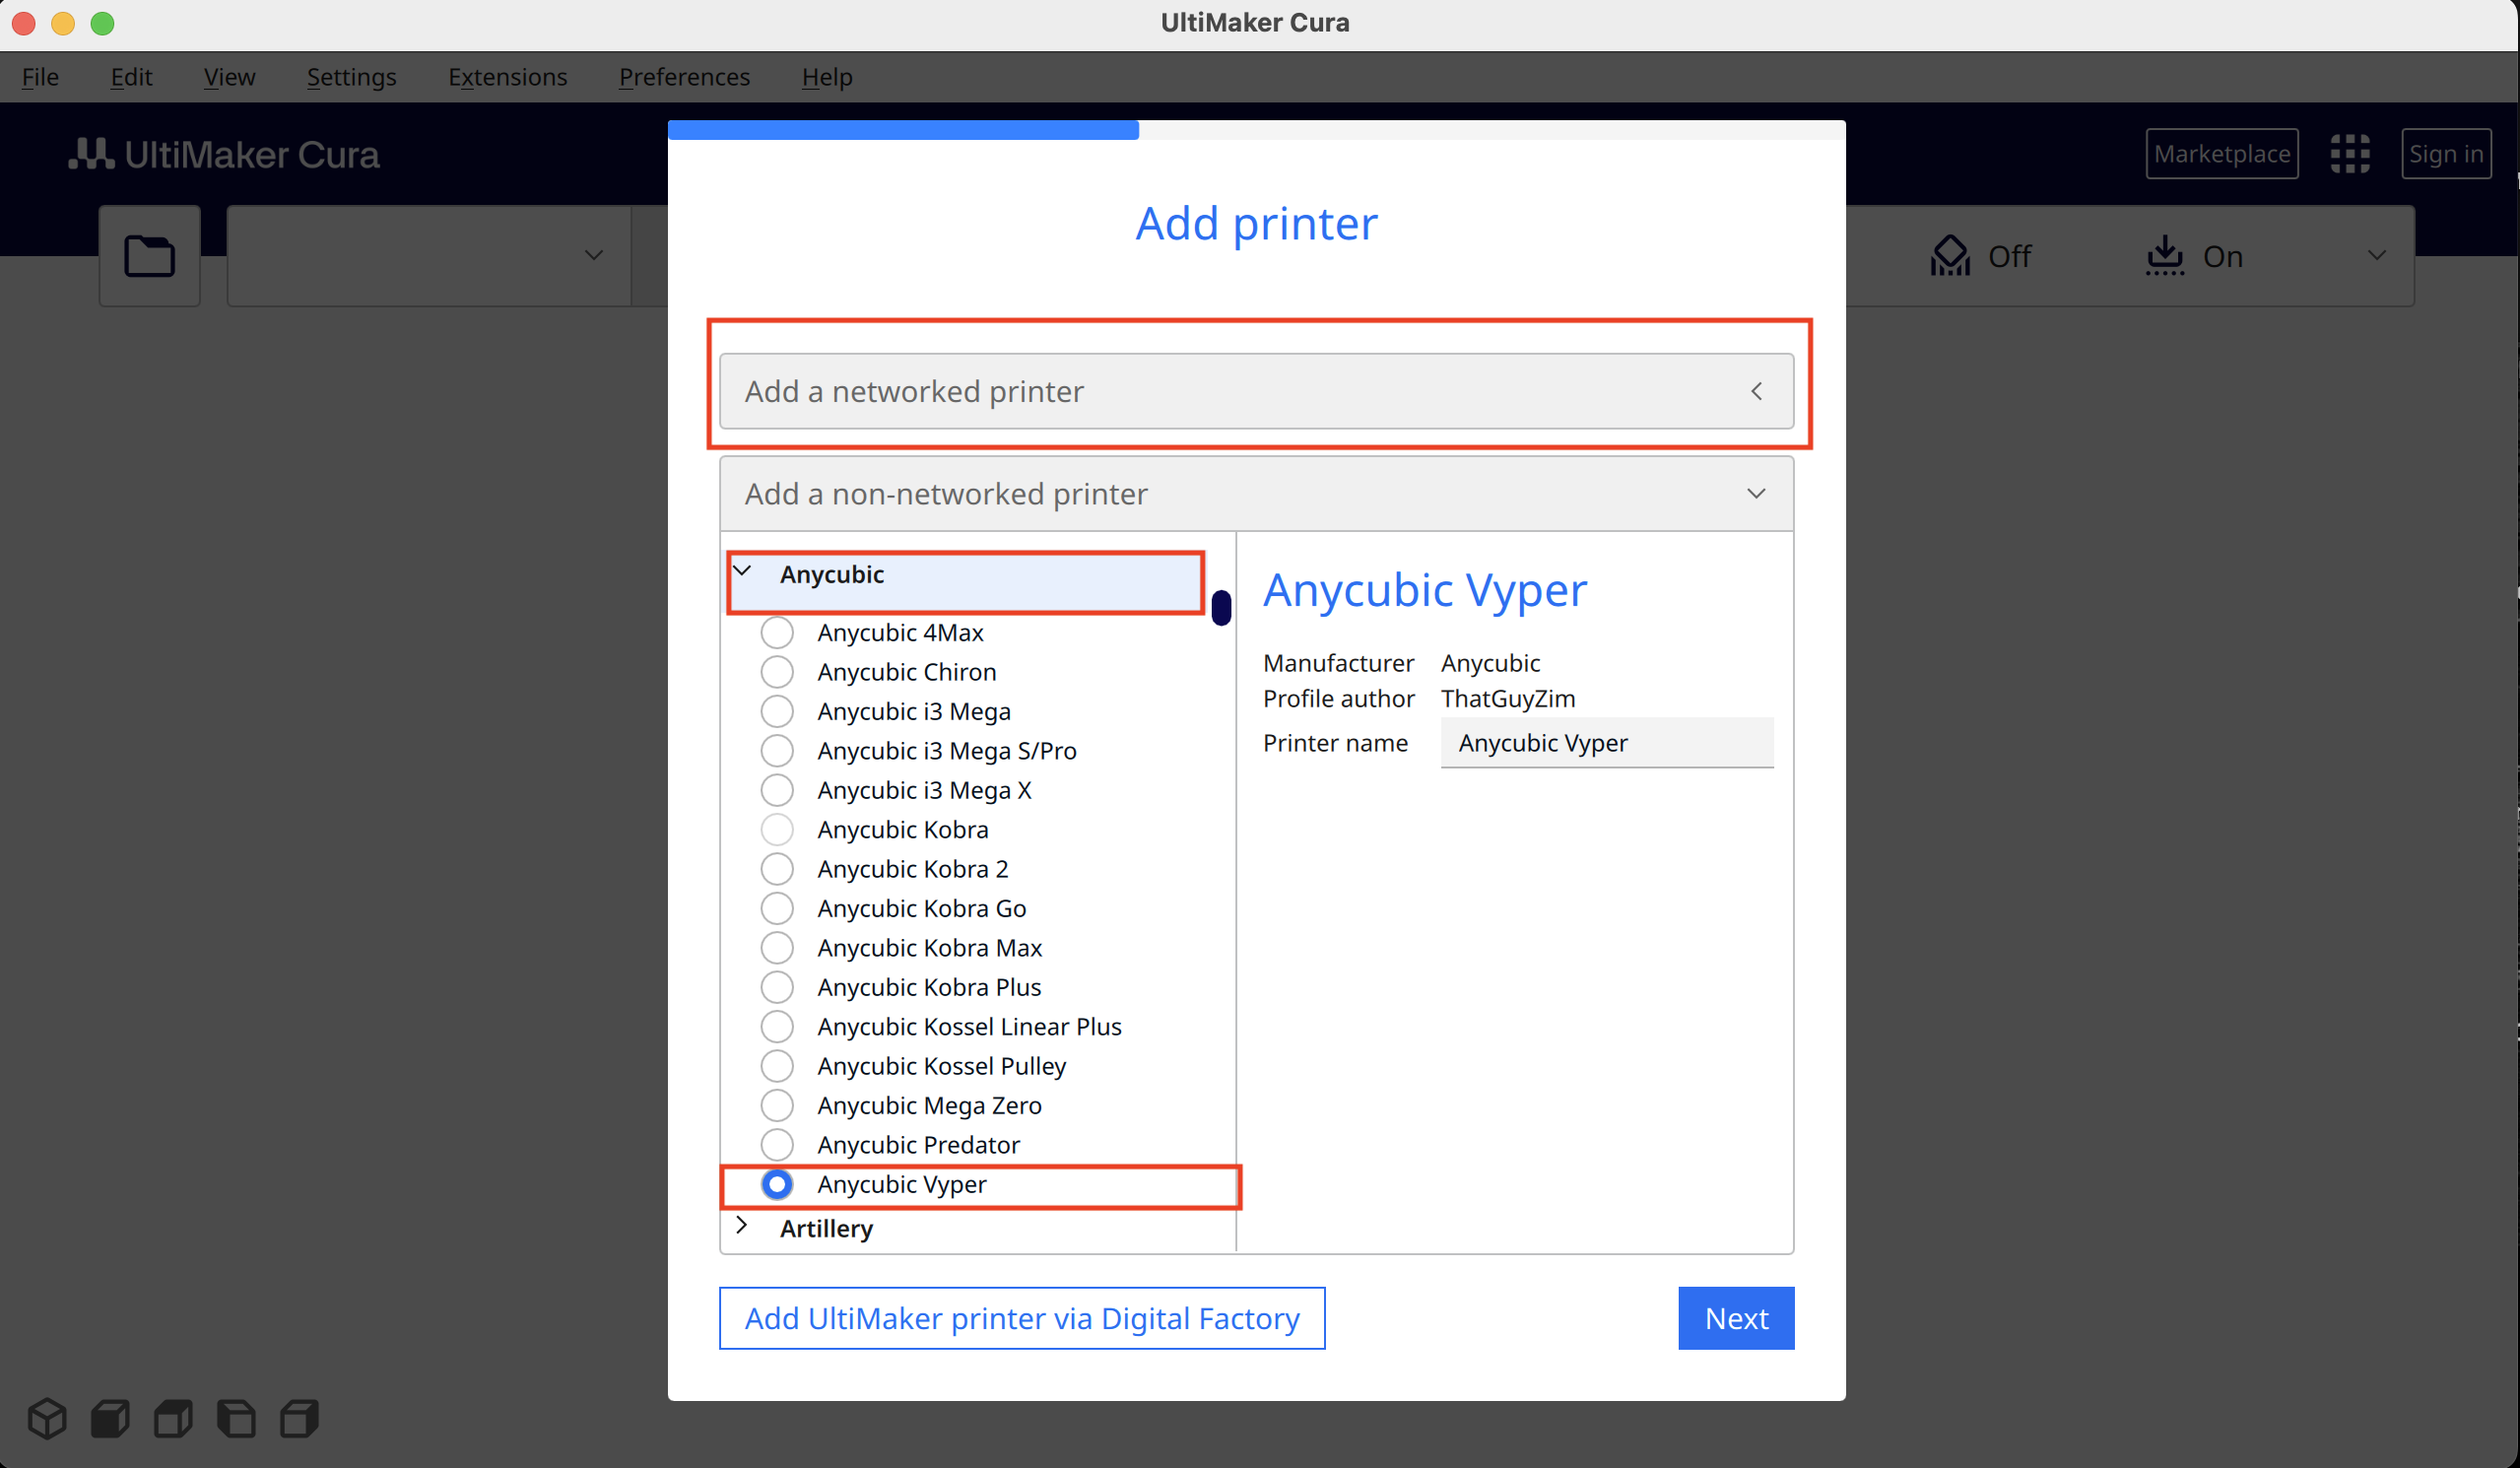 UltiMaker Cura
File Edit View Settings Extensions Preferences Help
UltiMaker Cura
Marketplace
Sign in
Off
On
Add printer
Add a networked printer
Add a non-networked printer
Anycubic
Anycubic 4Max
Anycubic Chiron
Anycubic i3 Mega
Anycubic i3 Mega S/Pro
Anycubic i3 Mega X
Anycubic Kobra
Anycubic Kobra 2
Anycubic Kobra Go
Anycubic Kobra Max
Anycubic Kobra Plus
Anycubic Kossel Linear Plus
Anycubic Kossel Pulley
Anycubic Mega Zero
Anycubic Predator
Anycubic Vyper
Artillery
Anycubic Vyper
Manufacturer Anycubic
Profile author ThatGuyZim
Printer name Anycubic Vyper
Add UltiMaker printer via Digital Factory
Next